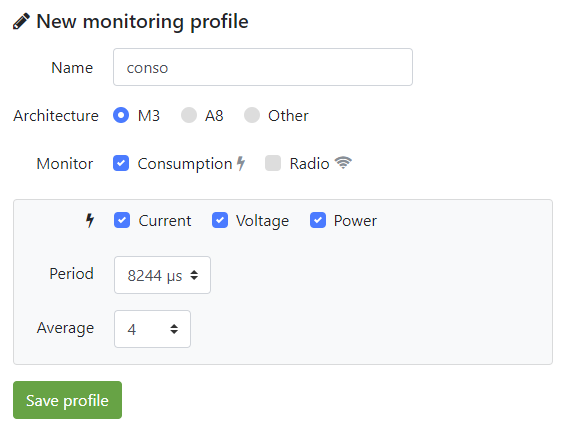 New monitoring profile
Name conso
Architecture M3 A8 Other
Monitor Consumption Radio
Current Voltage Power
Period 8244 µs
Average 4
Save profile